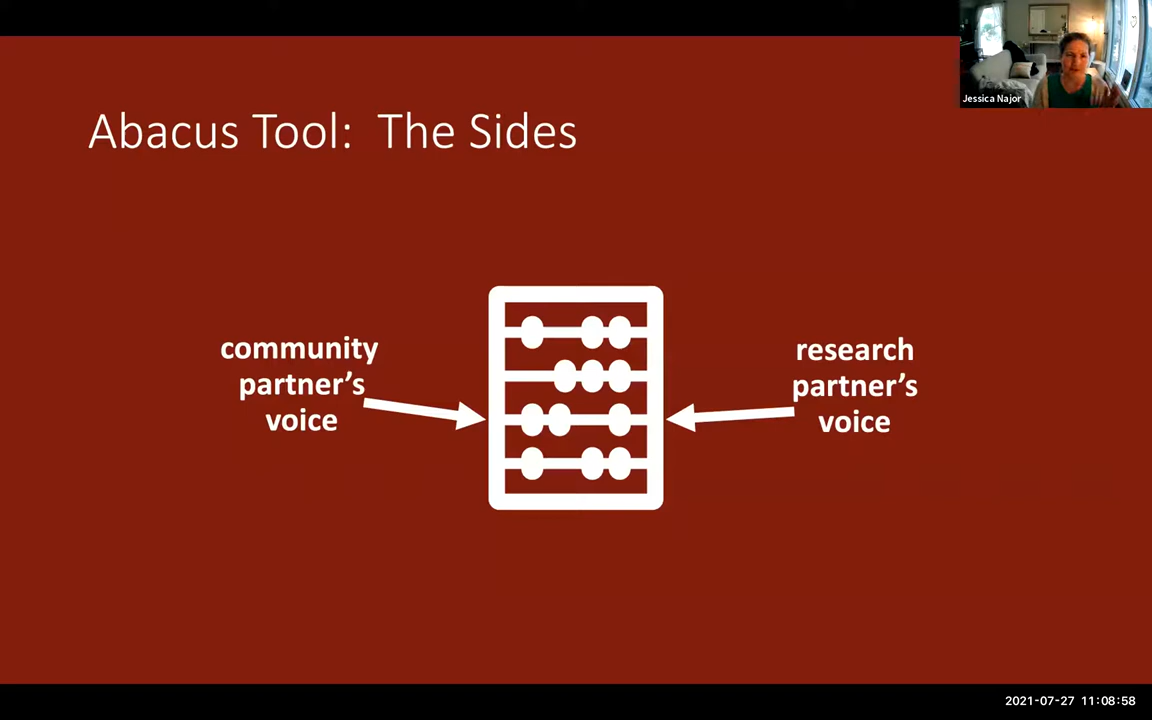 Jessica Najor
Abacus Tool:  The Sides
community
partner's
voice
research
partner's
voice
2021-07-27  11:08:58